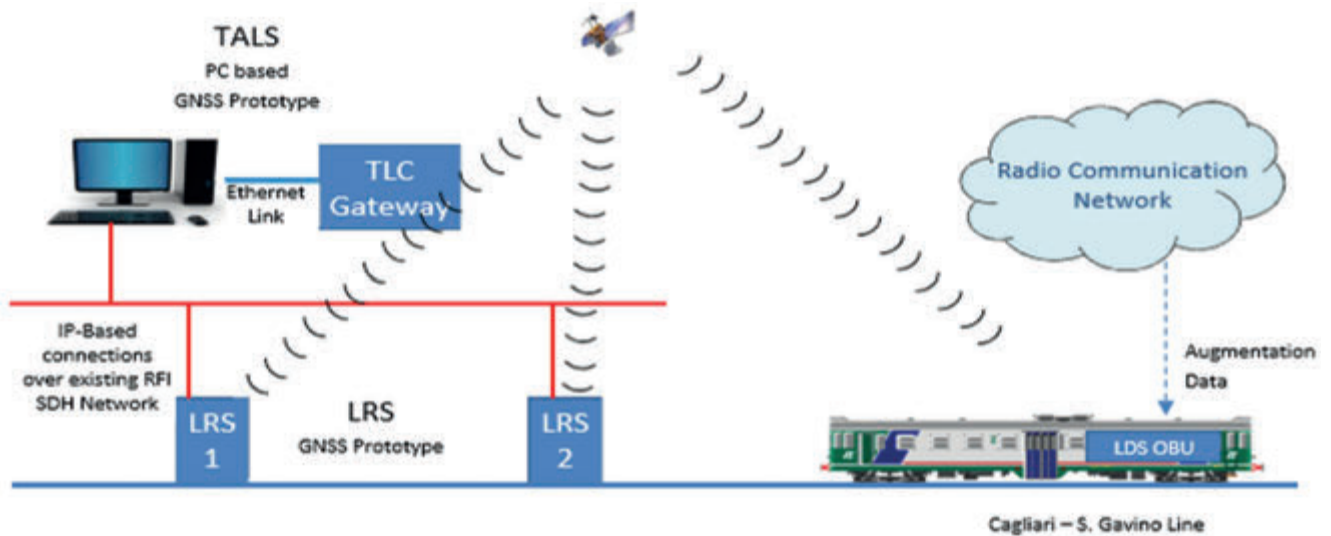 TALS
PC based
GNSS Prototype
Ethernet
Link
TLC
Gateway
Radio Communication
Network
IP-Based
connections
over existing RFI
SDH Network
LRS
1
LRS
GNSS Prototype
LRS
2
Augmentation
Data
LDS OBU
Cagliari – S. Gavino Line